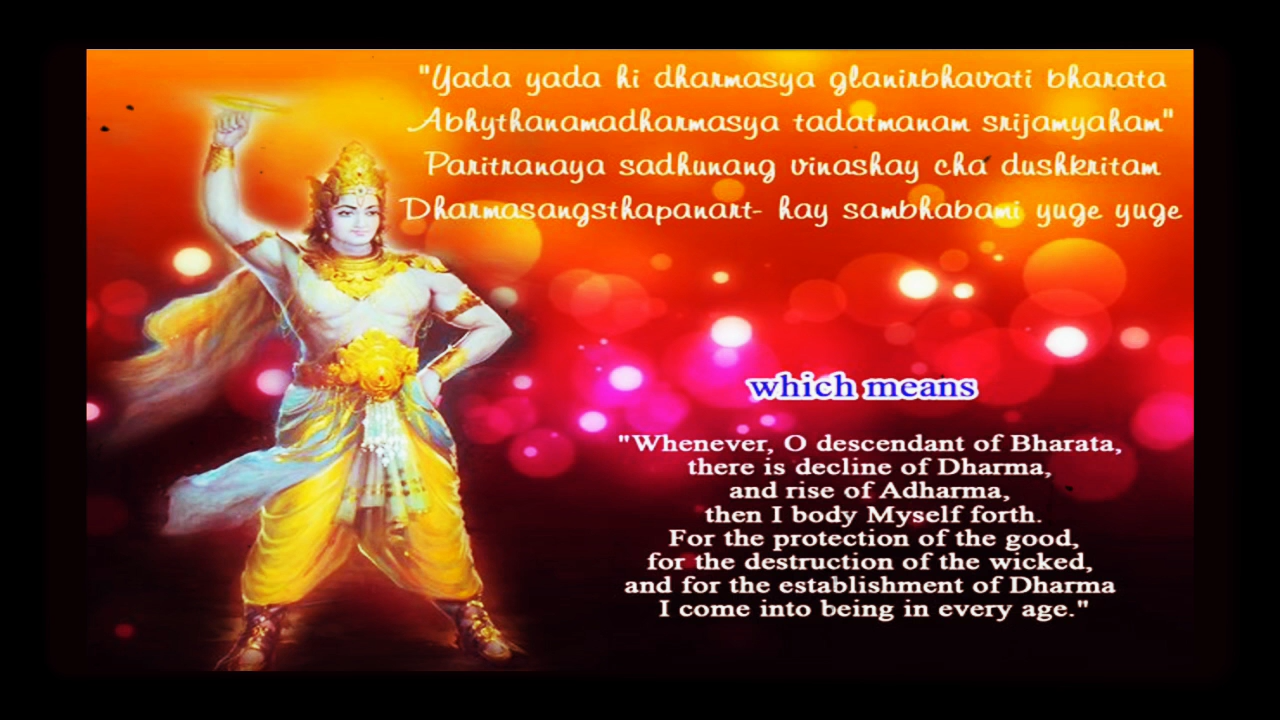 "Yada yada hi dharmasya glanirbhavati bharata
Abhythanamadharmasya tadatmanam srijamyaham"
Paritranaya sadhunang vinashay cha dushkritam
Dharmasangsthapanart- hay sambhabami yuge yuge
which means
"Whenever, O descendant of Bharata,
there is decline of Dharma,
and rise of Adharma,
then I body Myself forth.
For the protection of the good,
for the destruction of the wicked,
and for the establishment of Dharma
I come into being in every age."